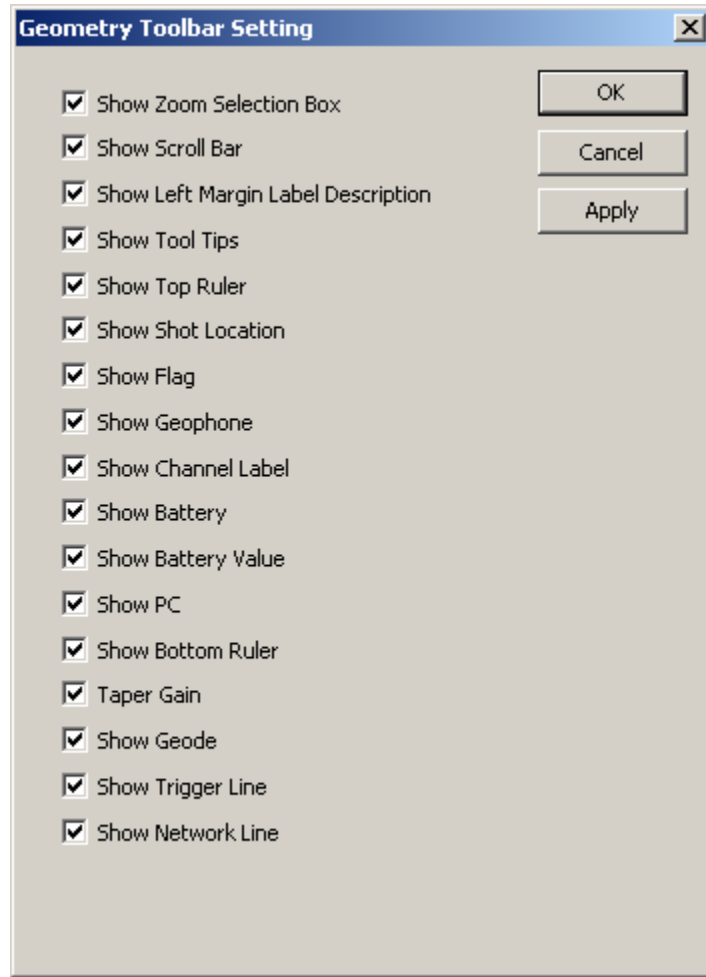 Geometry Toolbar Setting
Show Zoom Selection Box
Show Scroll Bar
Show Left Margin Label Description
Show Tool Tips
Show Top Ruler
Show Shot Location
Show Flag
Show Geophone
Show Channel Label
Show Battery
Show Battery Value
Show PC
Show Bottom Ruler
Taper Gain
Show Geode
Show Trigger Line
Show Network Line
OK
Cancel
Apply